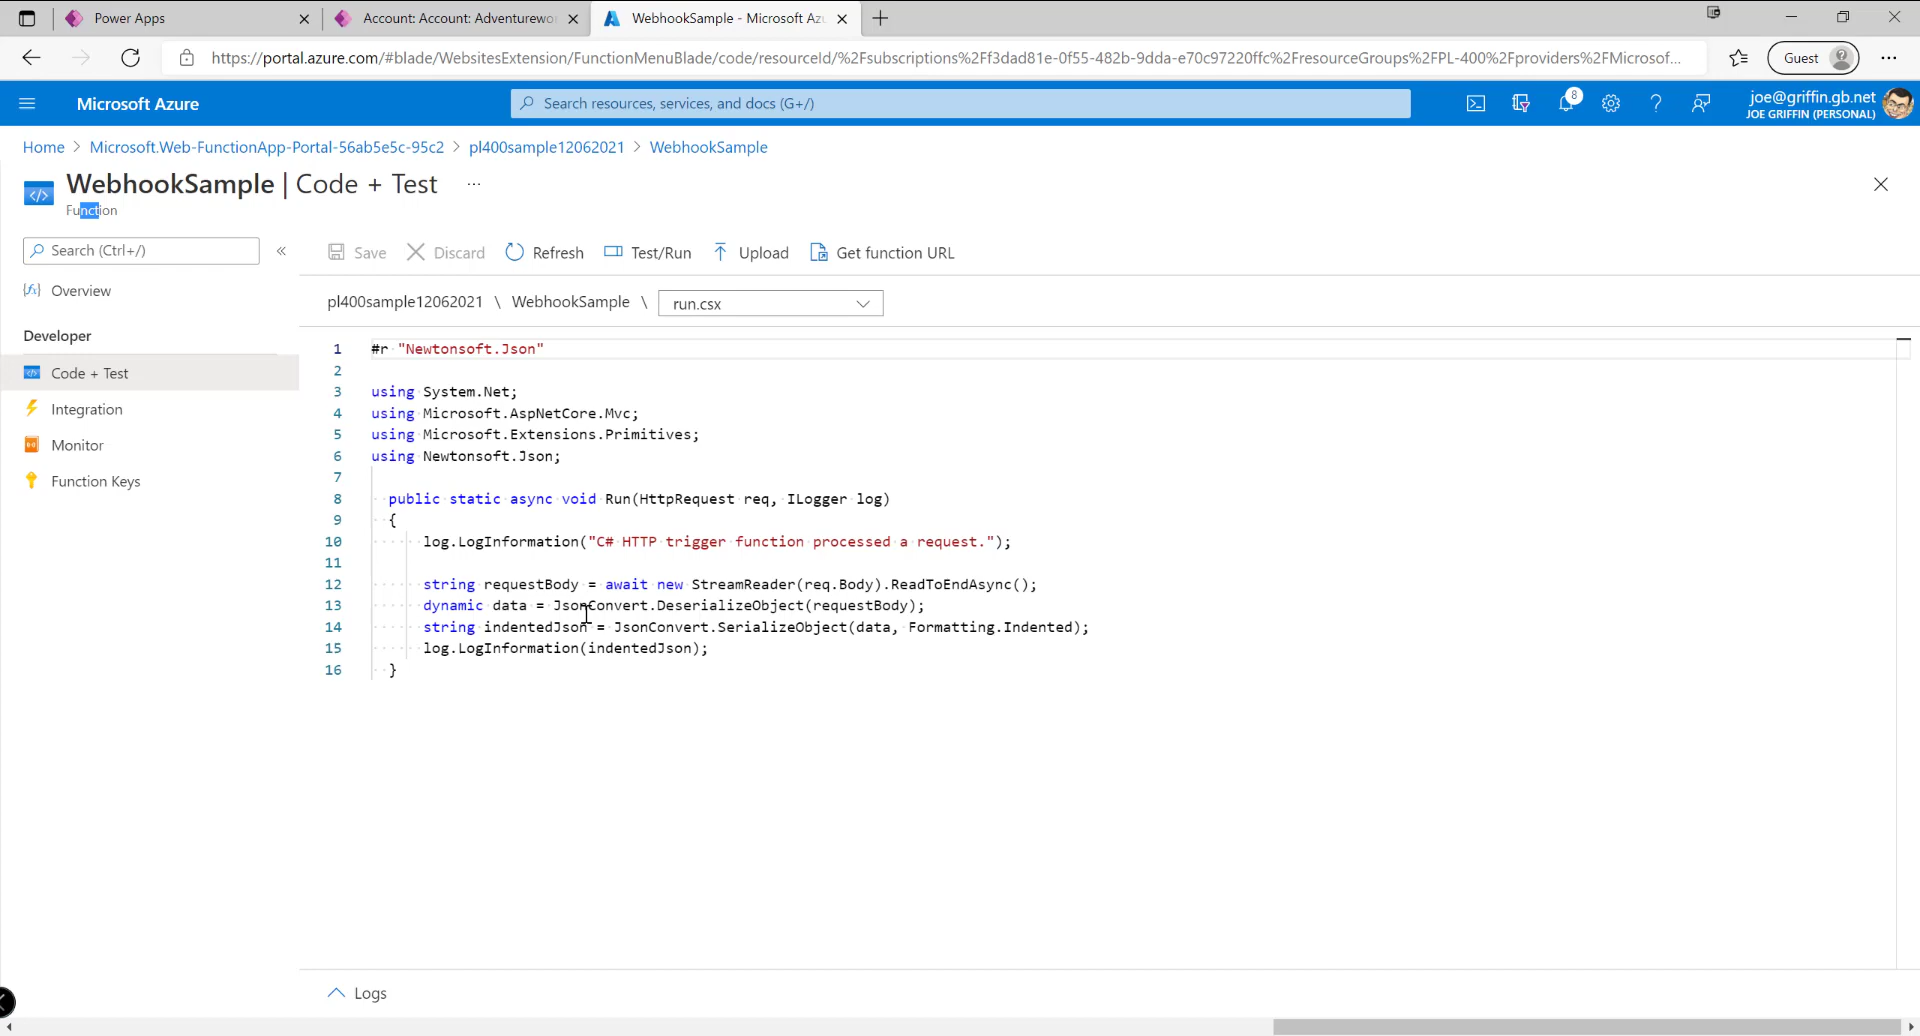 Power Apps
Account: Account: Adventurewo
WebhookSample - Microsoft Azu
https://portal.azure.com/#blade/WebsitesExtension/FunctionMenuBlade/code/resourceId/%2Fsubscriptions%2Ff3dad81e-0f55-482b-9dda-e70c97220ffc%2FresourceGroups%2FPL-400%2Fproviders%2FMicrosof...
Guest
Microsoft Azure
Search resources, services, and docs (G+/)
8
joe@griffin.gb.net
JOE GRIFFIN (PERSONAL)
Home > Microsoft.Web-FunctionApp-Portal-56ab5e5c-95c2 > pl400sample12062021 > WebhookSample
WebhookSample | Code + Test ...
Function
Search (Ctrl+/) «
Save Discard Refresh Test/Run Upload Get function URL
Overview
Developer
Code + Test
Integration
Monitor
Function Keys
pl400sample12062021 \ WebhookSample \ run.csx
1 #r "Newtonsoft.Json"
2
3 using System.Net;
4 using Microsoft.AspNetCore.Mvc;
5 using Microsoft.Extensions.Primitives;
6 using Newtonsoft.Json;
7
8 public static async void Run(HttpRequest req, ILogger log)
9 {
10 log.LogInformation("C# HTTP trigger function processed a request.");
11
12 string requestBody = await new StreamReader(req.Body).ReadToEndAsync();
13 dynamic data = JsonConvert.DeserializeObject(requestBody);
14 string indentedJson = JsonConvert.SerializeObject(data, Formatting.Indented);
15 log.LogInformation(indentedJson);
16 }
Logs